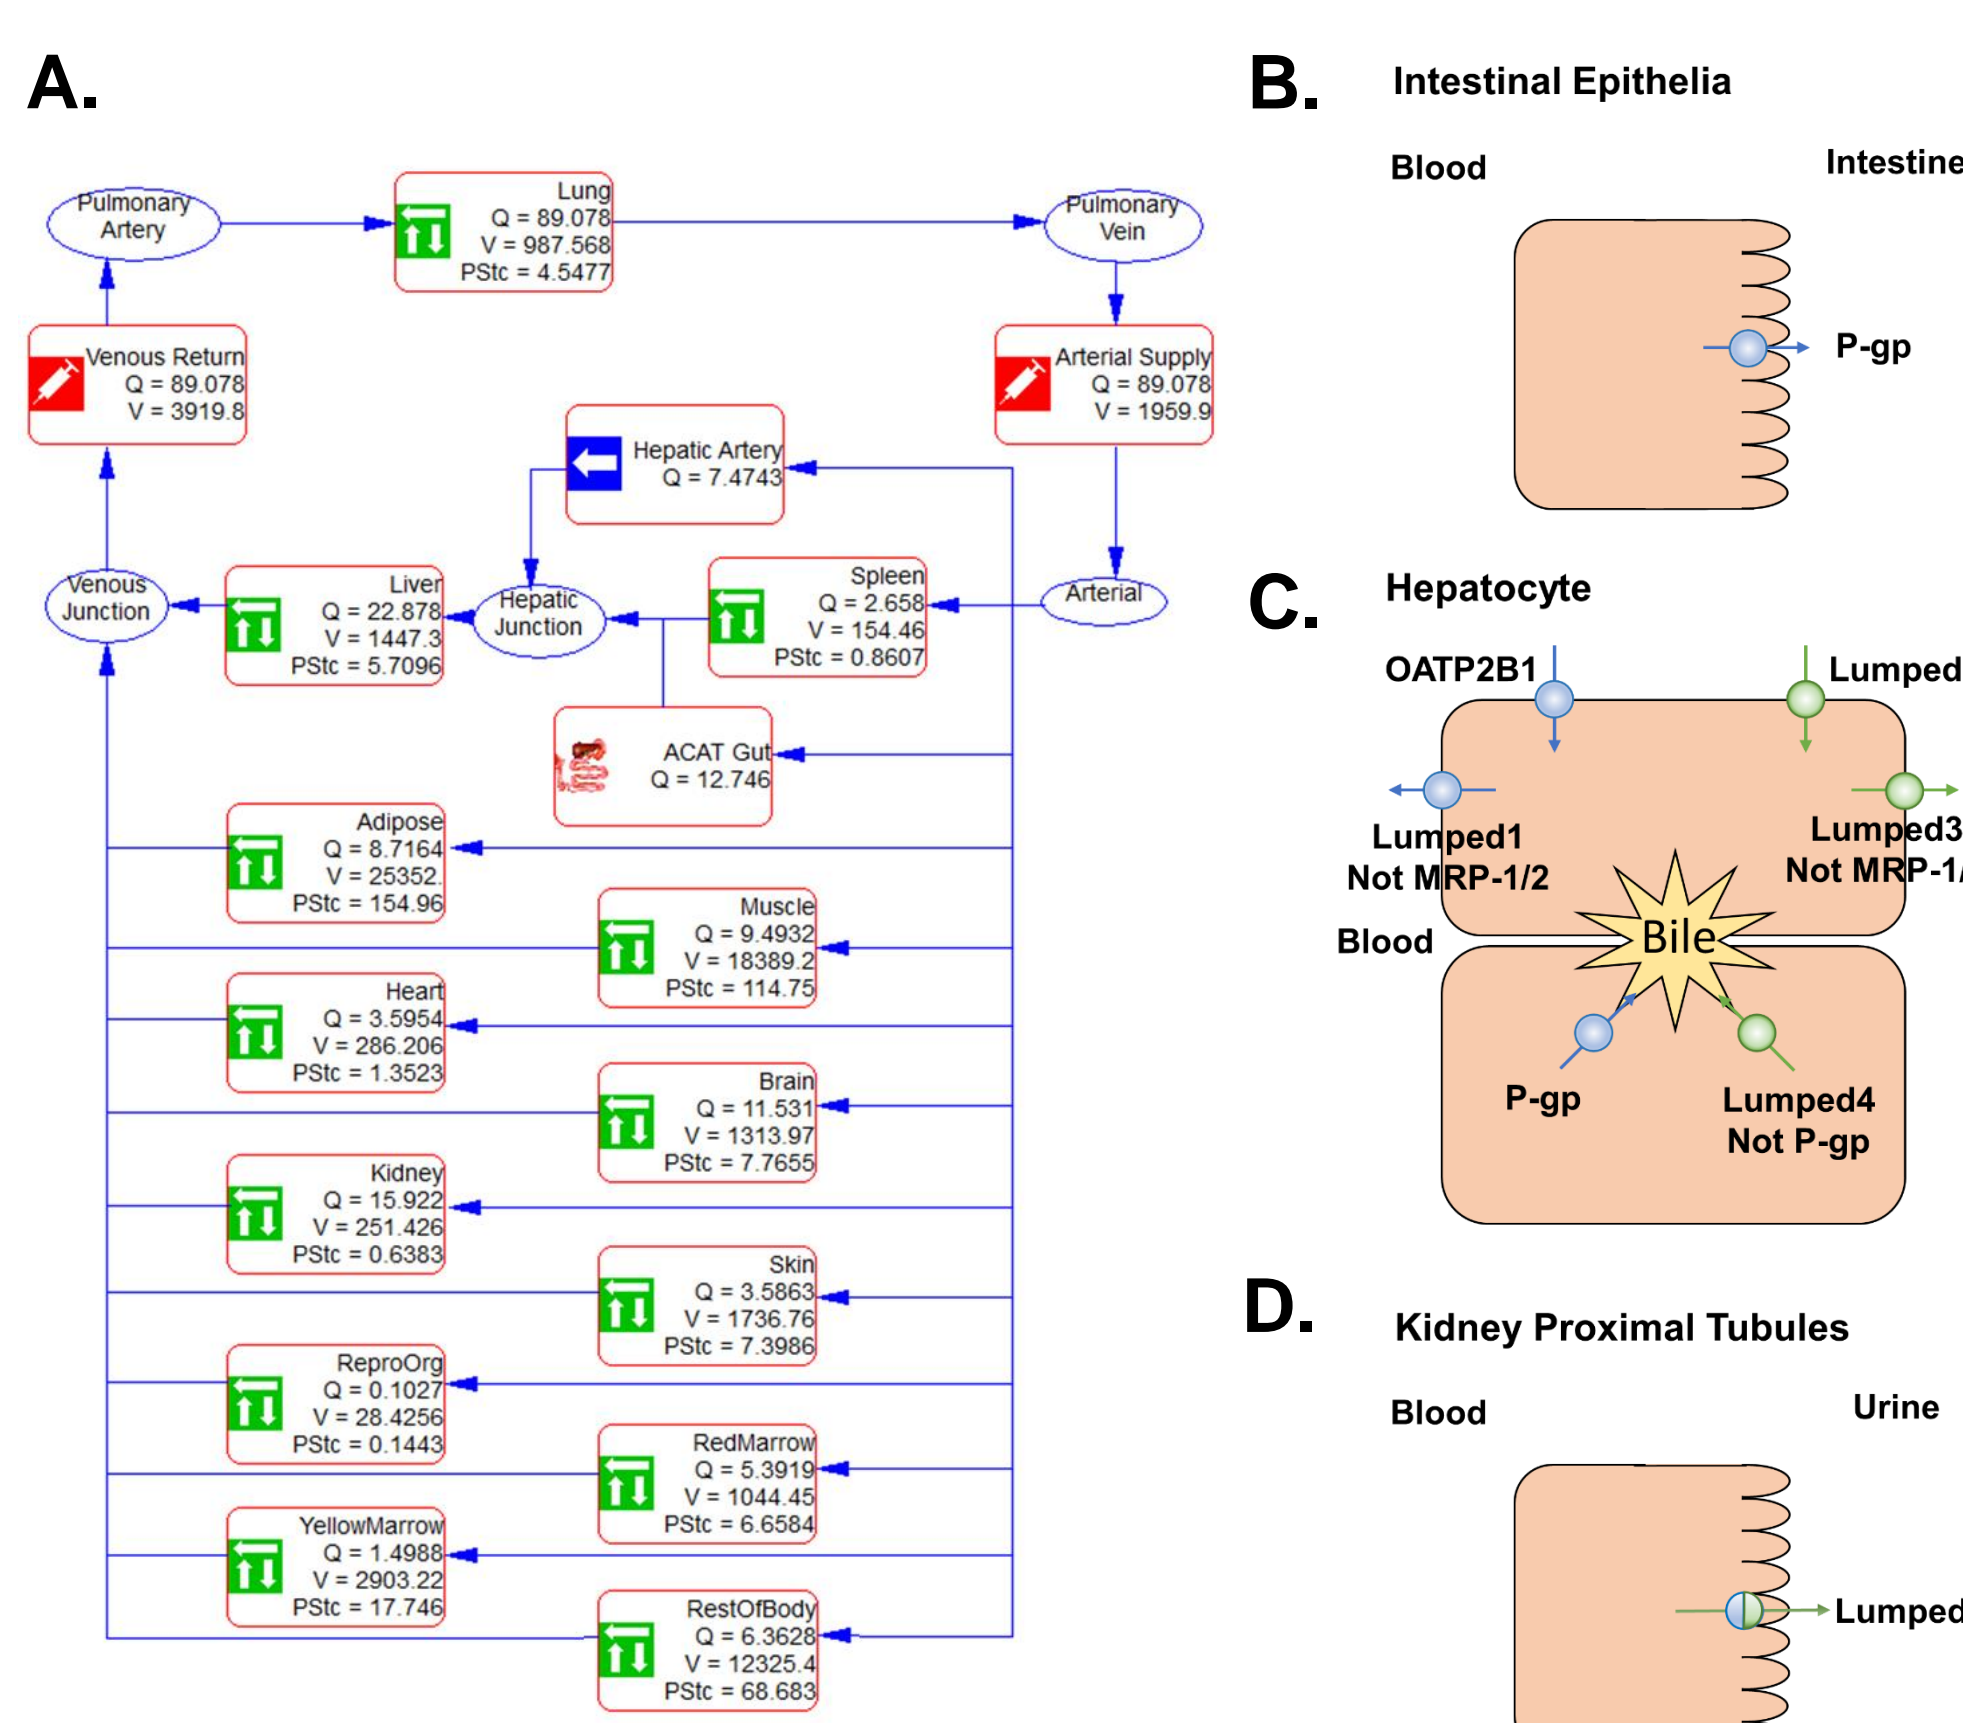 A.
Pulmonary
Artery
Lung
Q = 89.078
V = 987.568
PStc = 4.5477
Pulmonary
Vein
Venous Return
Q = 89.078
V = 3919.8
Arterial Supply
Q = 89.078
V = 1959.9
Hepatic Artery
Q = 7.4743
Venous
Junction
Liver
Q = 22.878
V = 1447.3
PStc = 5.7096
Hepatic
Junction
Spleen
Q = 2.658
V = 154.46
PStc = 0.8607
Arterial
ACAT Gut
Q = 12.746
Adipose
Q = 8.7164
V = 25352.
PStc = 154.96
Muscle
Q = 9.4932
V = 18389.2
PStc = 114.75
Heart
Q = 3.5954
V = 286.206
PStc = 1.3523
Brain
Q = 11.531
V = 1313.97
PStc = 7.7655
Kidney
Q = 15.922
V = 251.426
PStc = 0.6383
Skin
Q = 3.5863
V = 1736.76
PStc = 7.3986
ReproOrg
Q = 0.1027
V = 28.4256
PStc = 0.1443
RedMarrow
Q = 5.3919
V = 1044.45
PStc = 6.6584
YellowMarrow
Q = 1.4988
V = 2903.22
PStc = 17.746
RestOfBody
Q = 6.3628
V = 12325.4
PStc = 68.683
B.
Intestinal Epithelia
Blood
Intestine
P-gp
C.
Hepatocyte
OATP2B1
Lumped
Lumped1
Not MRP-1/2
Lumped3
Not MRP-1/
Blood
Bile
P-gp
Lumped4
Not P-gp
D.
Kidney Proximal Tubules
Blood
Urine
Lumped